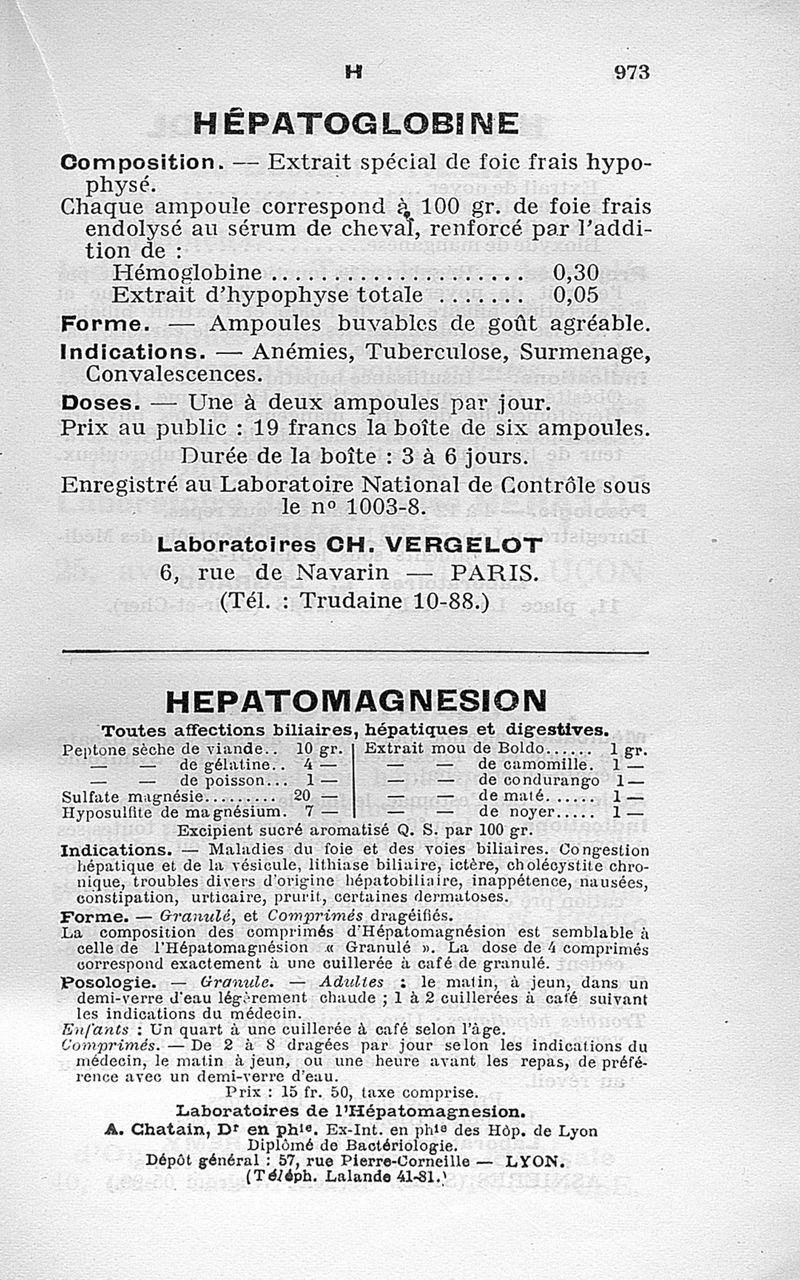 H 973
HÉPATOGLOBINE
Composition. — Extrait spécial de foie frais hypo-
physé.
Chaque ampoule correspond à 100 gr. de foie frais
endolysé au sérum de cheval, renforcé par l'addi-
tion de :
Hémoglobine ..................... 0,30
Extrait d'hypophyse totale ....... 0,05
Forme. — Ampoules buvables de goût agréable.
Indications. — Anémies, Tuberculose, Surmenage,
Convalescences.
Doses. — Une à deux ampoules par jour.
Prix au public : 19 francs la boîte de six ampoules.
Durée de la boîte : 3 à 6 jours.
Enregistré au Laboratoire National de Contrôle sous
le nº 1003-8.
Laboratoires CH. VERGELOT
6, rue de Navarin — PARIS.
(Tél. : Trudaine 10-88.)
HEPATOMAGNESION
Toutes affections biliaires, hépatiques et digestives.
Peptone sèche de viande.. 10 gr. | Extrait mou de Boldo...... 1 gr.
— — de gélatine.. 4 — | — — de camomille. 1 —
— — de poisson... 1 — | — — de condurango 1 —
Sulfate magnésie.......... 20 — | — — de maté...... 1 —
Hyposulfite de magnésium. 7 — | — — de noyer..... 1 —
Excipient sucré aromatisé Q. S. par 100 gr.
Indications. — Maladies du foie et des voies biliaires. Congestion
hépatique et de la vésicule, lithiase biliaire, ictère, cholécystite chro-
nique, troubles divers d'origine hépatobiliaire, inappétence, nausées,
constipation, urticaire, prurit, certaines dermatoses.
Forme. — Granulé, et Comprimés dragéifiés.
La composition des comprimés d'Hépatomagnésion est semblable à
celle de l'Hépatomagnésion « Granulé ». La dose de 4 comprimés
correspond exactement à une cuillerée à café de granulé.
Posologie. — Granule. — Adultes : le matin, à jeun, dans un
demi-verre d'eau légèrement chaude ; 1 à 2 cuillerées à café suivant
les indications du médecin.
Enfants : Un quart à une cuillerée à café selon l'âge.
Comprimés. — De 2 à 8 dragées par jour selon les indications du
médecin, le matin à jeun, ou une heure avant les repas, de préfé-
rence avec un demi-verre d'eau.
Prix : 15 fr. 50, taxe comprise.
Laboratoires de l'Hépatomagnesion.
A. Chatain, Dr en phie. Ex-Int. en phie des Hôp. de Lyon
Diplômé de Bactériologie.
Dépôt général : 57, rue Pierre-Corneille — LYON.
(Téléph. Lalande 41-81.)